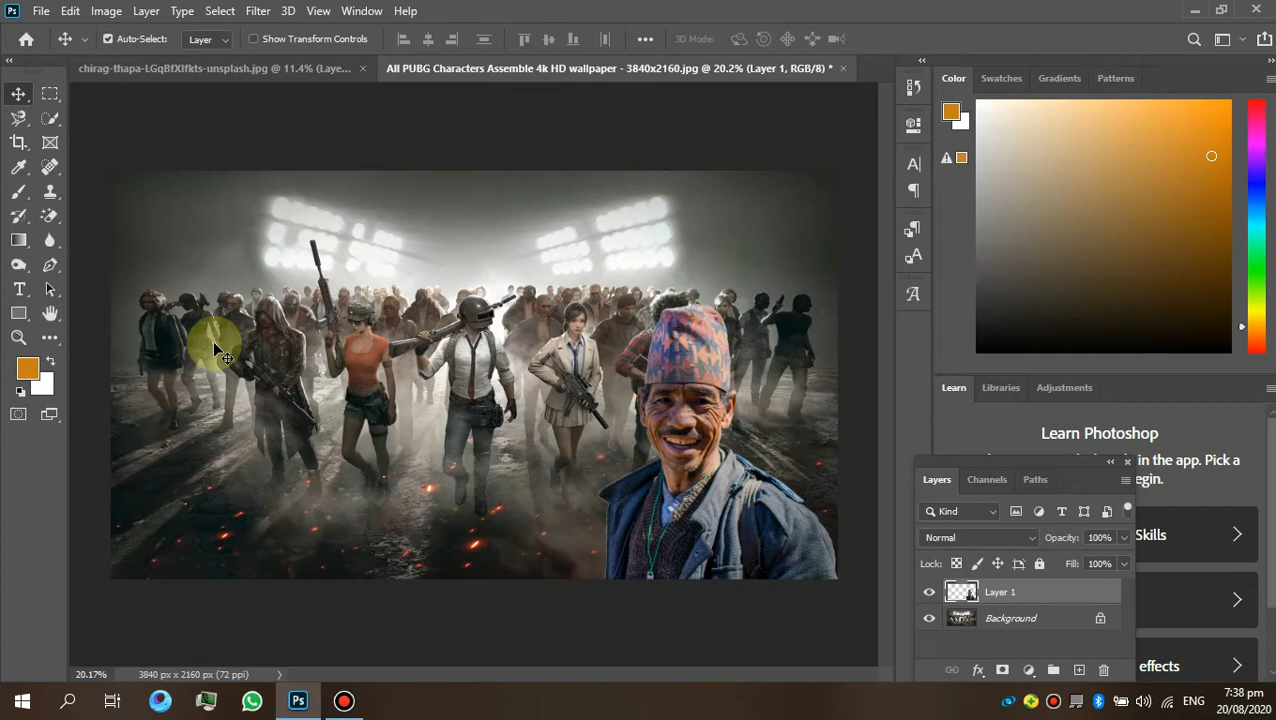 Ps File Edit Image Layer Type Select Filter 3D View Window Help
Auto-Select: Layer Show Transform Controls 3D Mode:
chirag-thapa-LGqBfXIfkts-unsplash.jpg @ 11.4% (Laye...
All PUBG Characters Assemble 4k HD wallpaper - 3840x2160.jpg @ 20.2% (Layer 1, RGB/8) *
Color Swatches Gradients Patterns
Learn Libraries Adjustments
Learn Photoshop
in the app. Pick a
gin.
Skills
effects
Layers Channels Paths
Kind
Normal Opacity: 100%
Lock: Fill: 100%
Layer 1
Background
20.17% 3840 px x 2160 px (72 ppi)
Ps
ENG
7:38 pm
20/08/2020